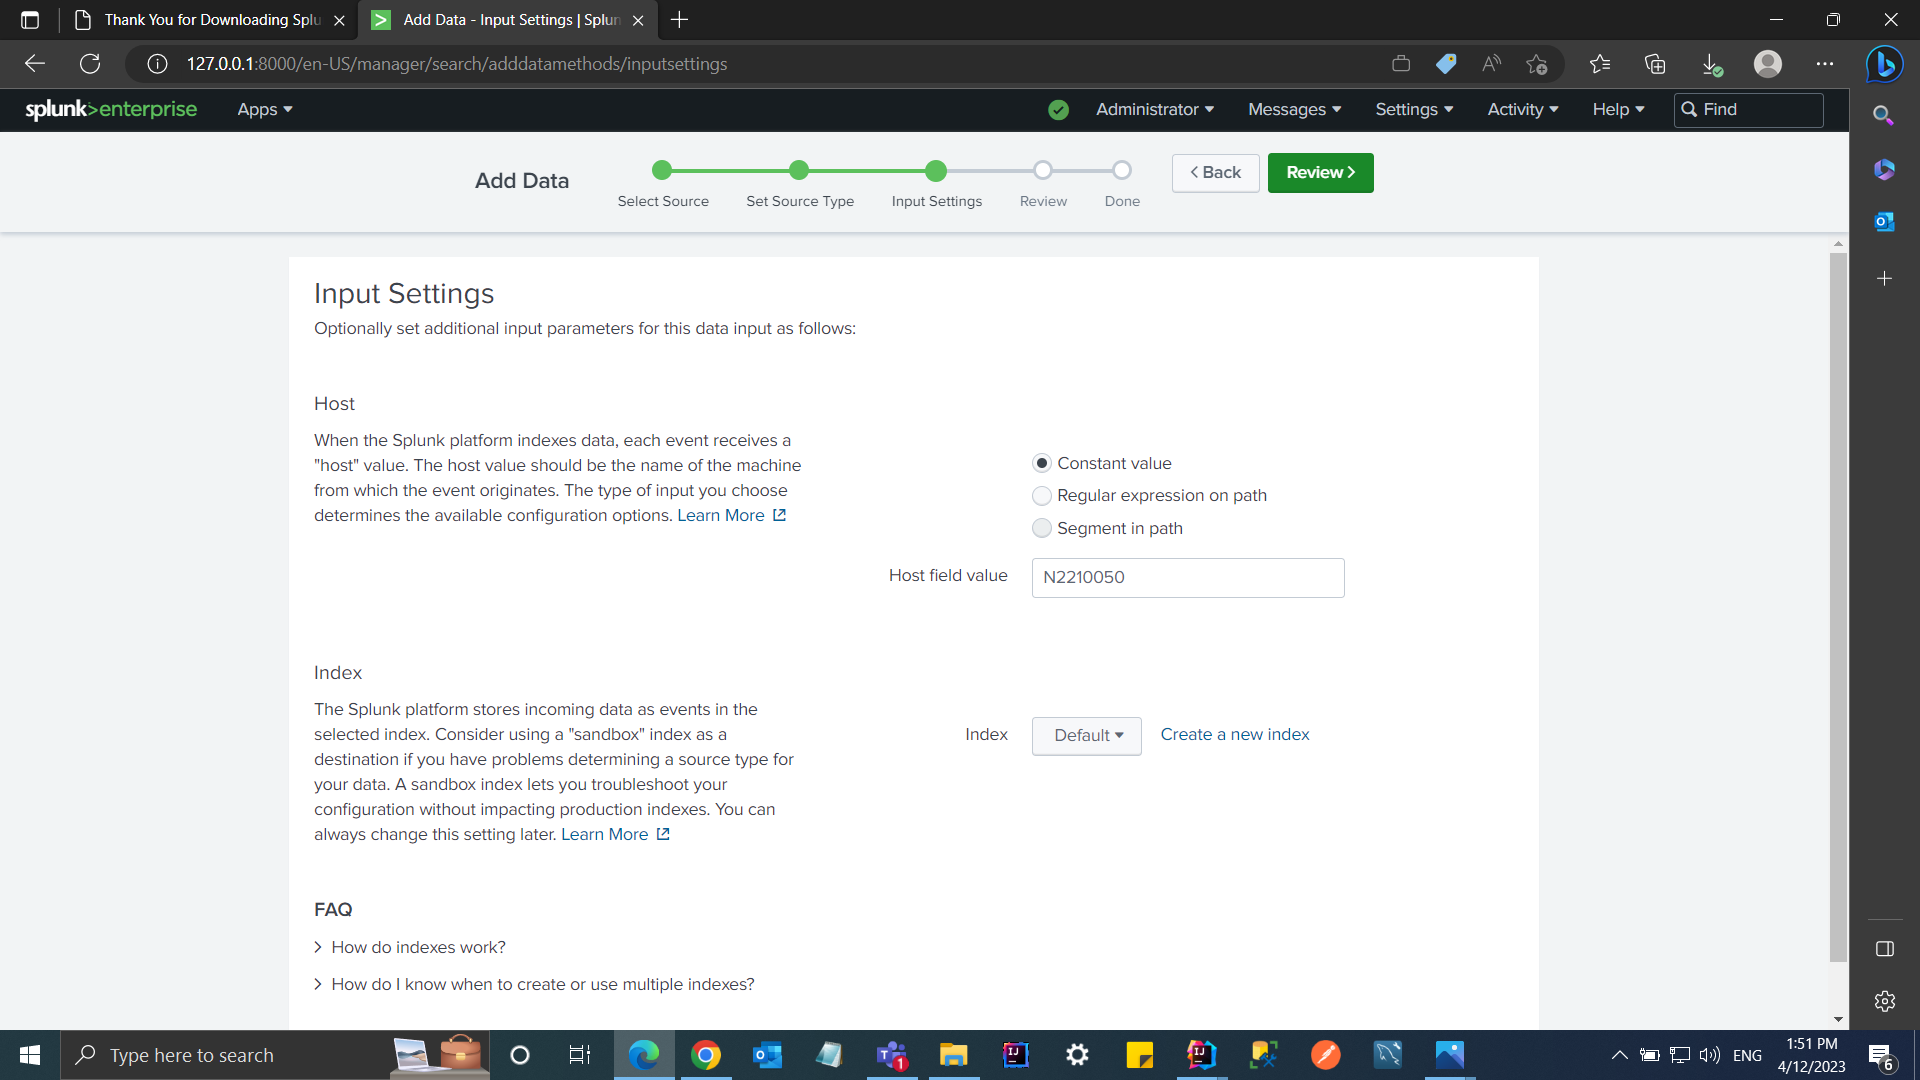 Thank You for Downloading Splu
Add Data - Input Settings | Splun
127.0.0.1:8000/en-US/manager/search/adddatamethods/inputsettings
splunk>enterprise
Apps
Administrator
Messages
Settings
Activity
Help
Find
Add Data
Select Source
Set Source Type
Input Settings
Review
Done
< Back
Review >
Input Settings
Optionally set additional input parameters for this data input as follows:
Host
When the Splunk platform indexes data, each event receives a
"host" value. The host value should be the name of the machine
from which the event originates. The type of input you choose
determines the available configuration options. Learn More
Constant value
Regular expression on path
Segment in path
Host field value
N2210050
Index
The Splunk platform stores incoming data as events in the
selected index. Consider using a "sandbox" index as a
destination if you have problems determining a source type for
your data. A sandbox index lets you troubleshoot your
configuration without impacting production indexes. You can
always change this setting later. Learn More
Index
Default
Create a new index
FAQ
> How do indexes work?
> How do I know when to create or use multiple indexes?
Type here to search
1
ENG
1:51 PM
4/12/2023
6